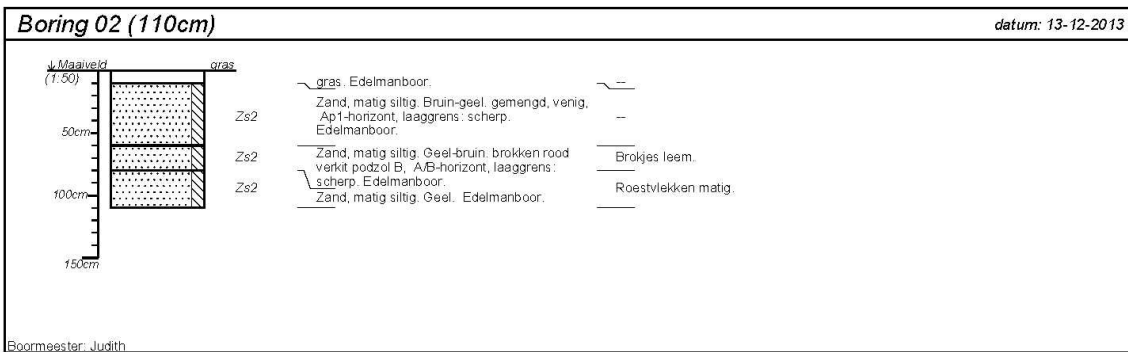 Boring 02 (110cm)
datum: 13-12-2013
↓ Maaiveld
gras
(1:50)
gras. Edelmanboor.
--
Zs2
Zand, matig siltig. Bruin-geel. gemengd, venig,
Ap1-horizont, laaggrens: scherp.
Edelmanboor.
--
50cm
Zs2
Zand, matig siltig. Geel-bruin. brokken rood
verkit podzol B, A/B-horizont, laaggrens:
scherp. Edelmanboor.
Brokjes leem.
Zs2
Zand, matig siltig. Geel. Edelmanboor.
Roestvlekken matig.
100cm
150cm
Boormeester: Judith